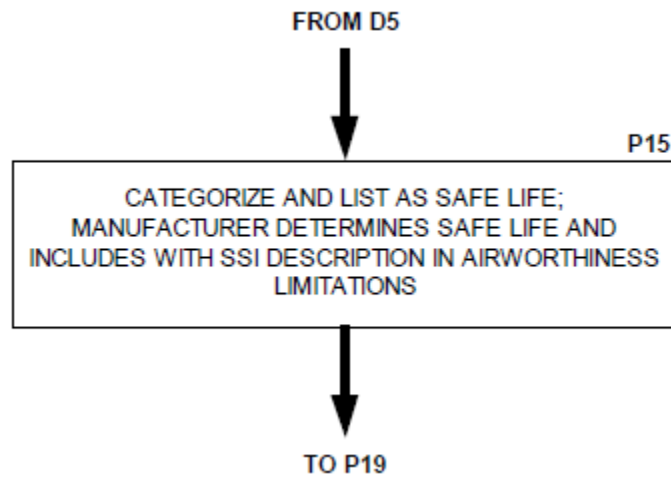 FROM D5
P15
CATEGORIZE AND LIST AS SAFE LIFE;
MANUFACTURER DETERMINES SAFE LIFE AND
INCLUDES WITH SSI DESCRIPTION IN AIRWORTHINESS
LIMITATIONS
TO P19